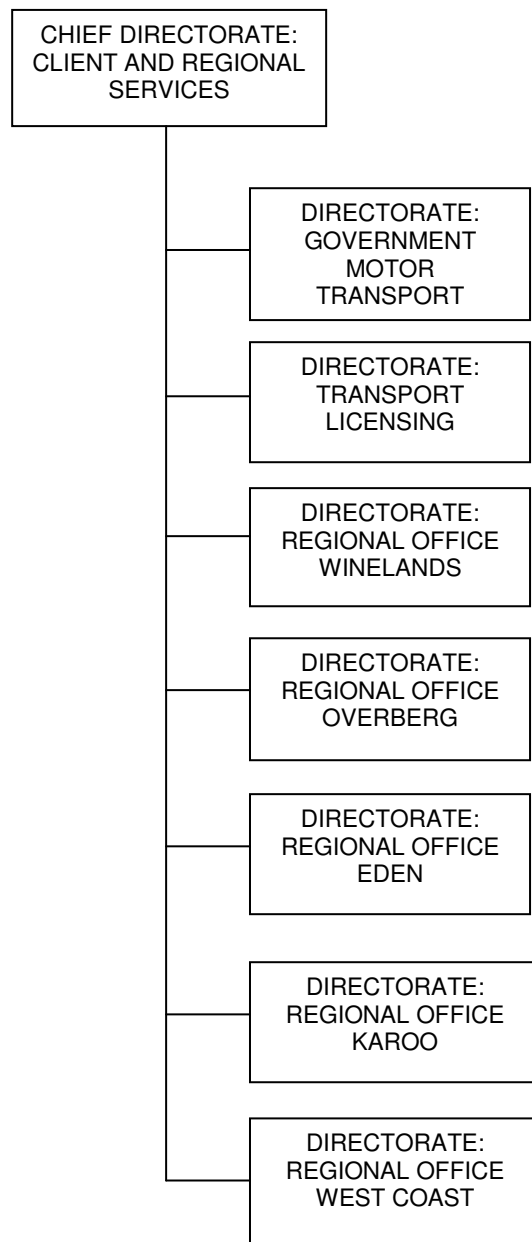 CHIEF DIRECTORATE:
CLIENT AND REGIONAL
SERVICES
DIRECTORATE:
GOVERNMENT
MOTOR
TRANSPORT
DIRECTORATE:
TRANSPORT
LICENSING
DIRECTORATE:
REGIONAL OFFICE
WINELANDS
DIRECTORATE:
REGIONAL OFFICE
OVERBERG
DIRECTORATE:
REGIONAL OFFICE
EDEN
DIRECTORATE:
REGIONAL OFFICE
KAROO
DIRECTORATE:
REGIONAL OFFICE
WEST COAST